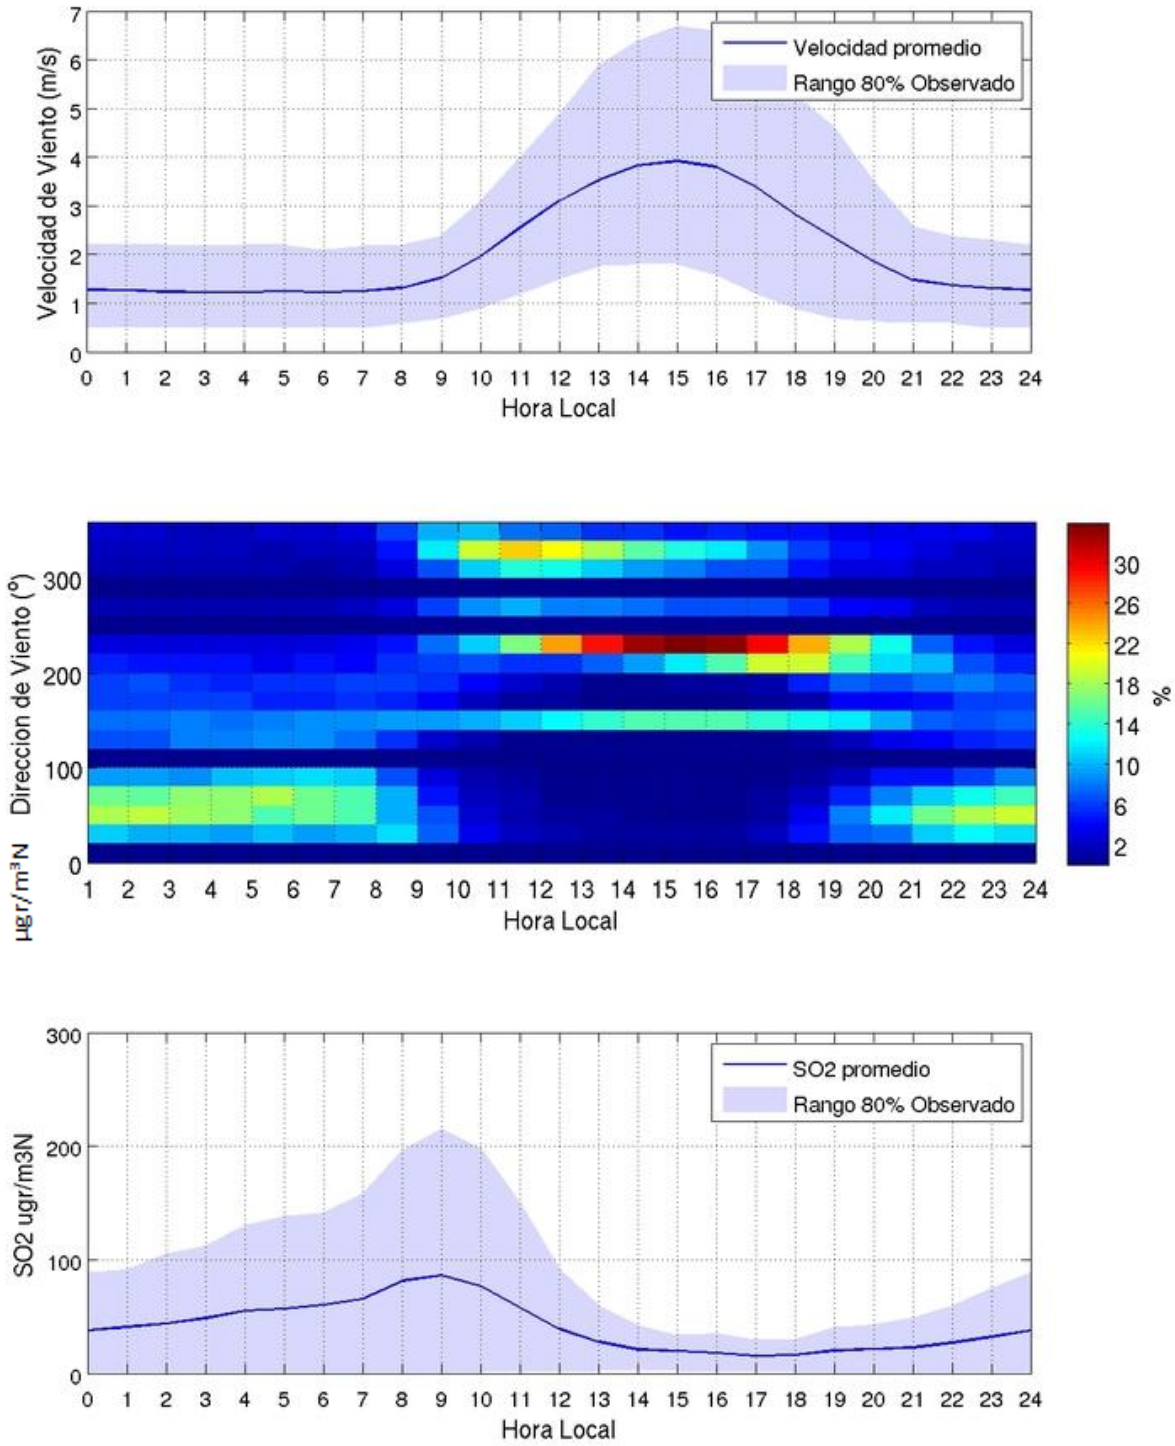 7
6
5
4
3
2
1
0
Velocidad de Viento (m/s)
Velocidad promedio
Rango 80% Observado
0 1 2 3 4 5 6 7 8 9 10 11 12 13 14 15 16 17 18 19 20 21 22 23 24
Hora Local
300
200
100
0
Direccion de Viento (º)
µgr/m³N
1 2 3 4 5 6 7 8 9 10 11 12 12 13 14 15 16 17 18 19 20 21 22 23 24
Hora Local
30
26
22
18
14
10
6
2
%
300
200
100
0
SO2 ugr/m3N
SO2 promedio
Rango 80% Observado
0 1 2 3 4 5 6 7 8 9 10 11 12 13 14 15 16 17 18 19 20 21 22 23 24
Hora Local